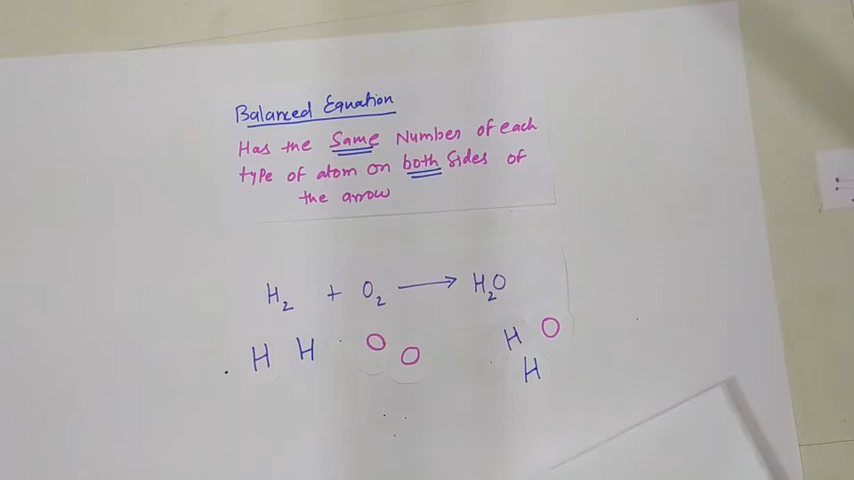 Balanced Equation
Has the Same Number of each
type of atom on both sides of
the arrow
H₂ + O₂ ⟶ H₂O
H H O O H O
H